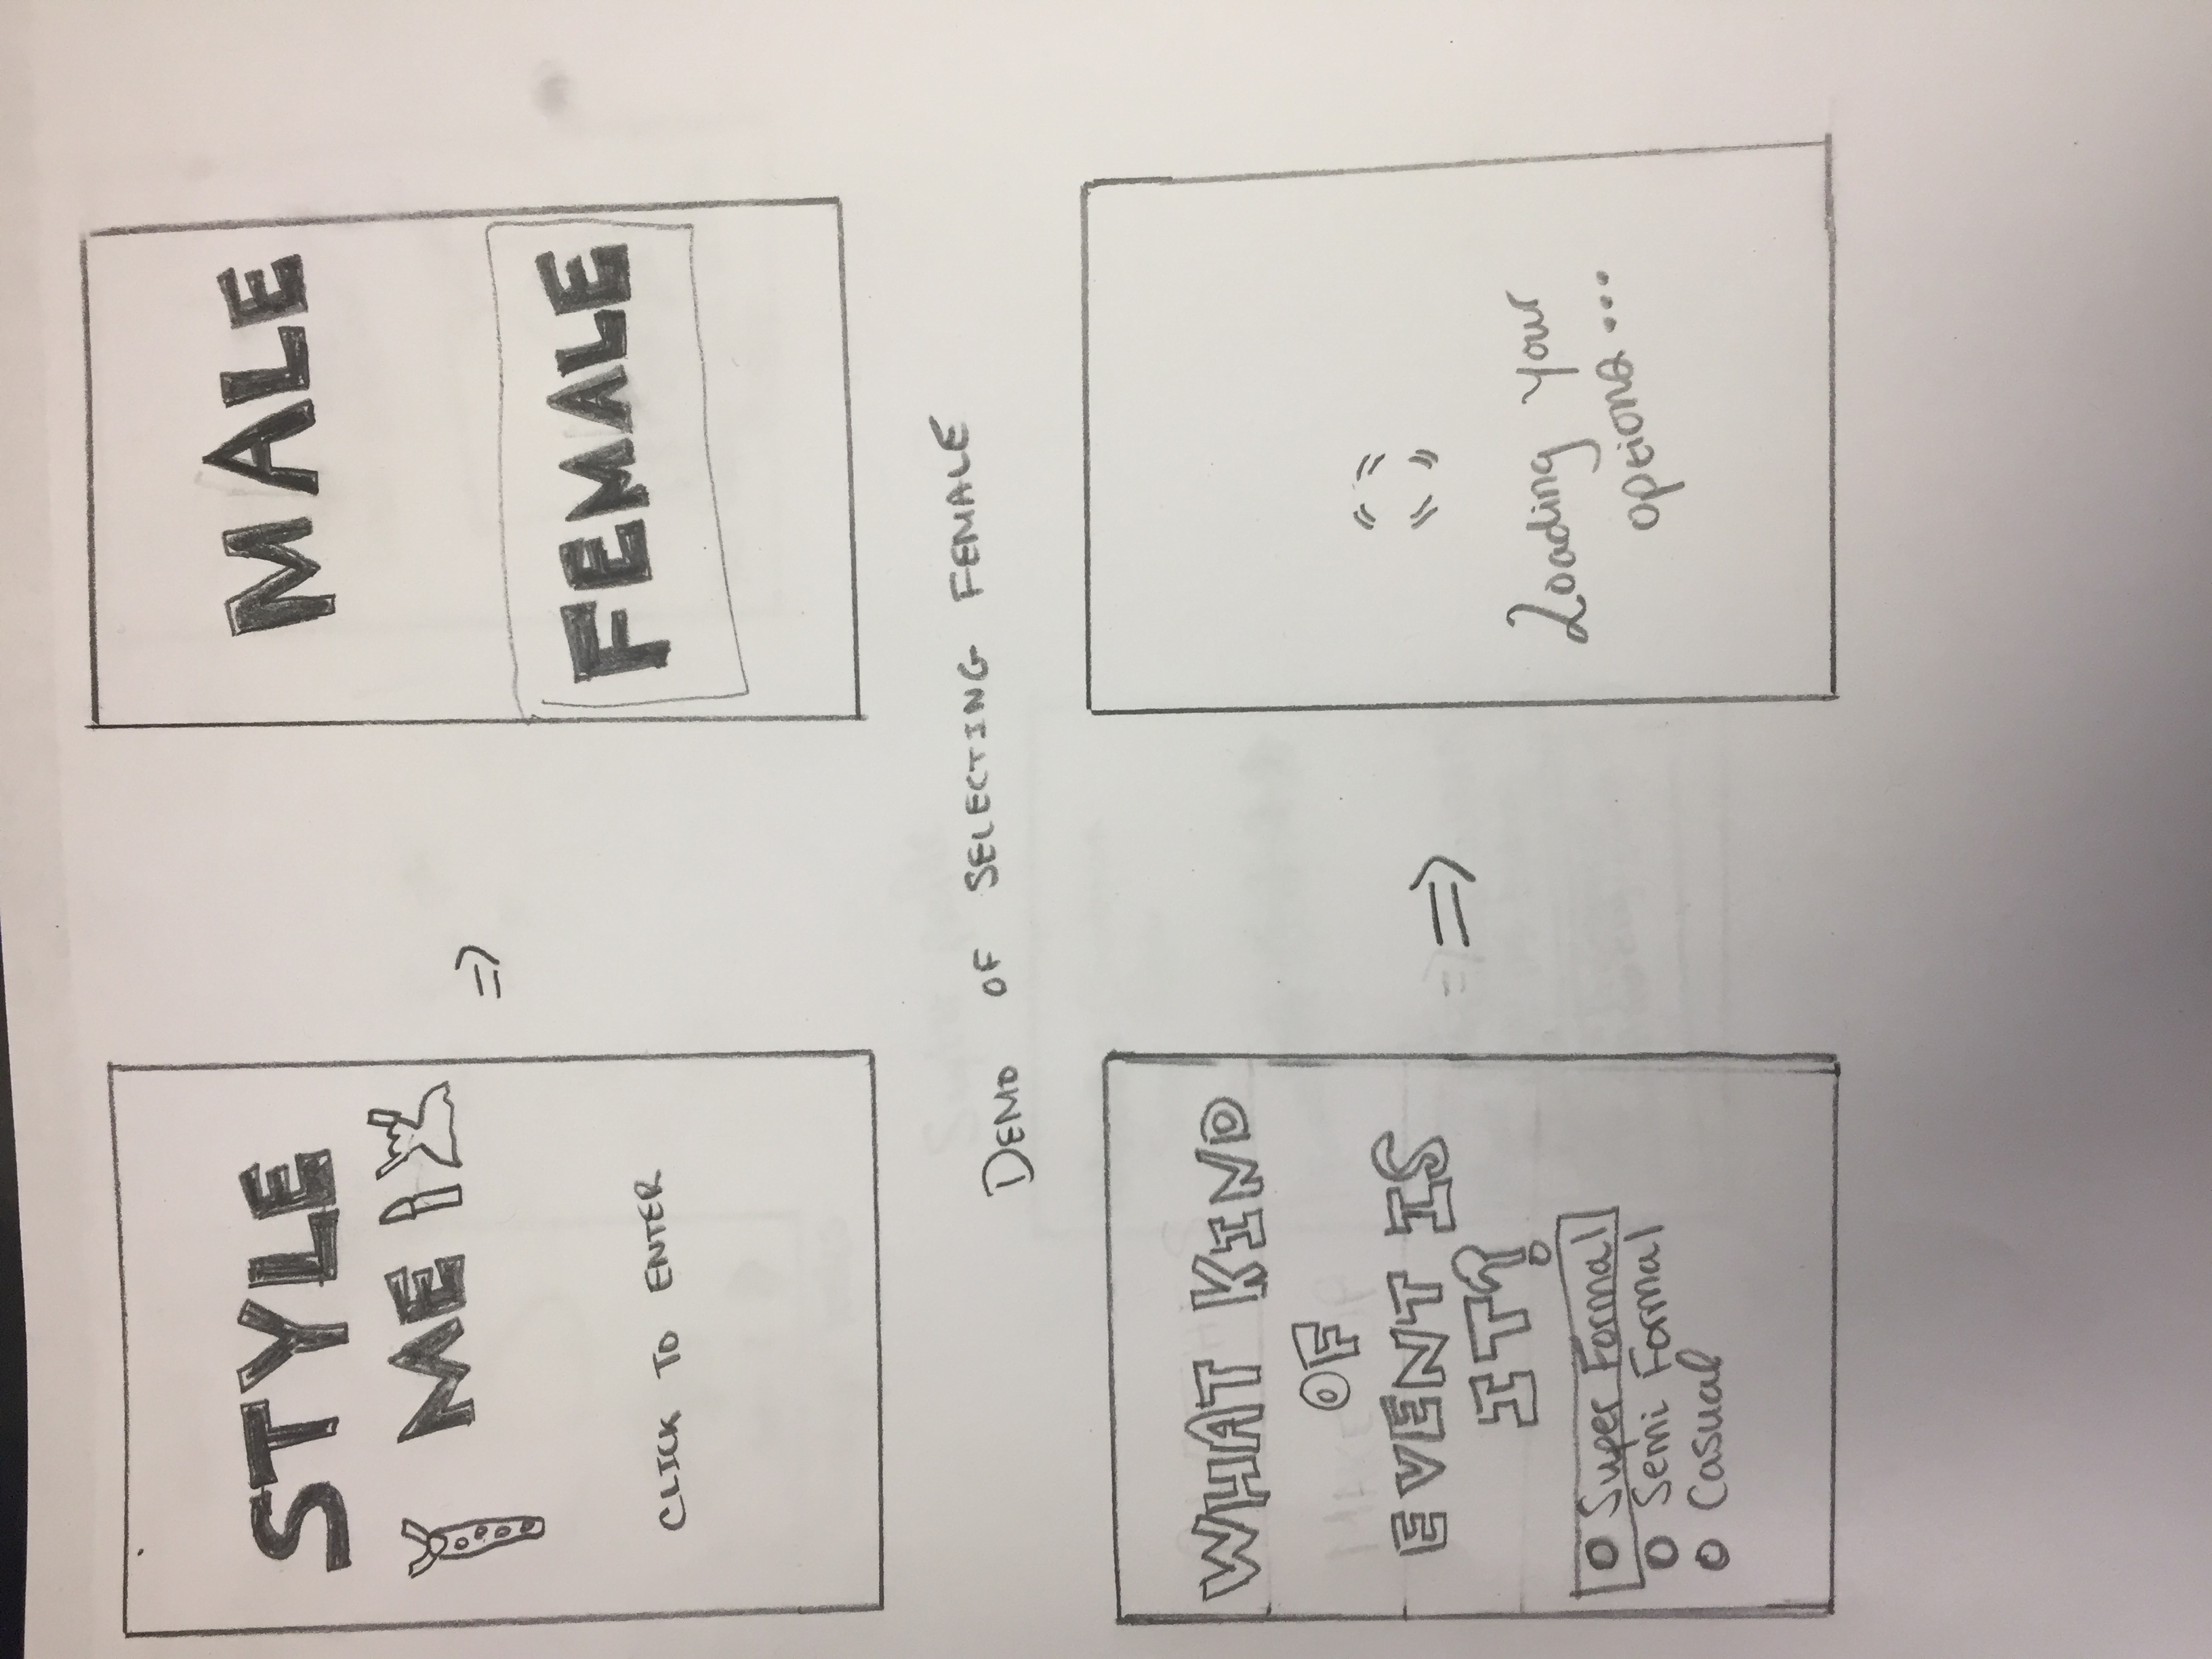 STYLE
ME
CLICK TO ENTER
MALE
FEMALE
DEMO OF SELECTING FEMALE
WHAT KIND
OF
EVENT IS
IT?
Super Formal
Semi Formal
Casual
Loading your
options...